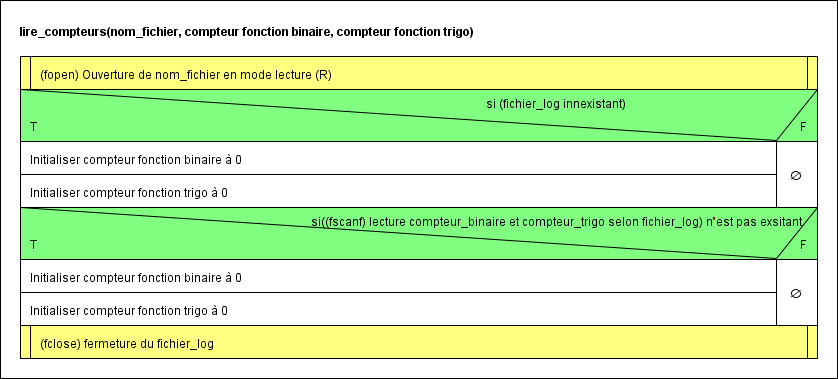 lire_compteurs(nom_fichier, compteur fonction binaire, compteur fonction trigo)
(fopen) Ouverture de nom_fichier en mode lecture (R)
si (fichier_log innexistant)
T F
Initialiser compteur fonction binaire à 0
Initialiser compteur fonction trigo à 0
∅
si((fscanf) lecture compteur_binaire et compteur_trigo selon fichier_log) n'est pas exsitant
T F
Initialiser compteur fonction binaire à 0
Initialiser compteur fonction trigo à 0
∅
(fclose) fermeture du fichier_log